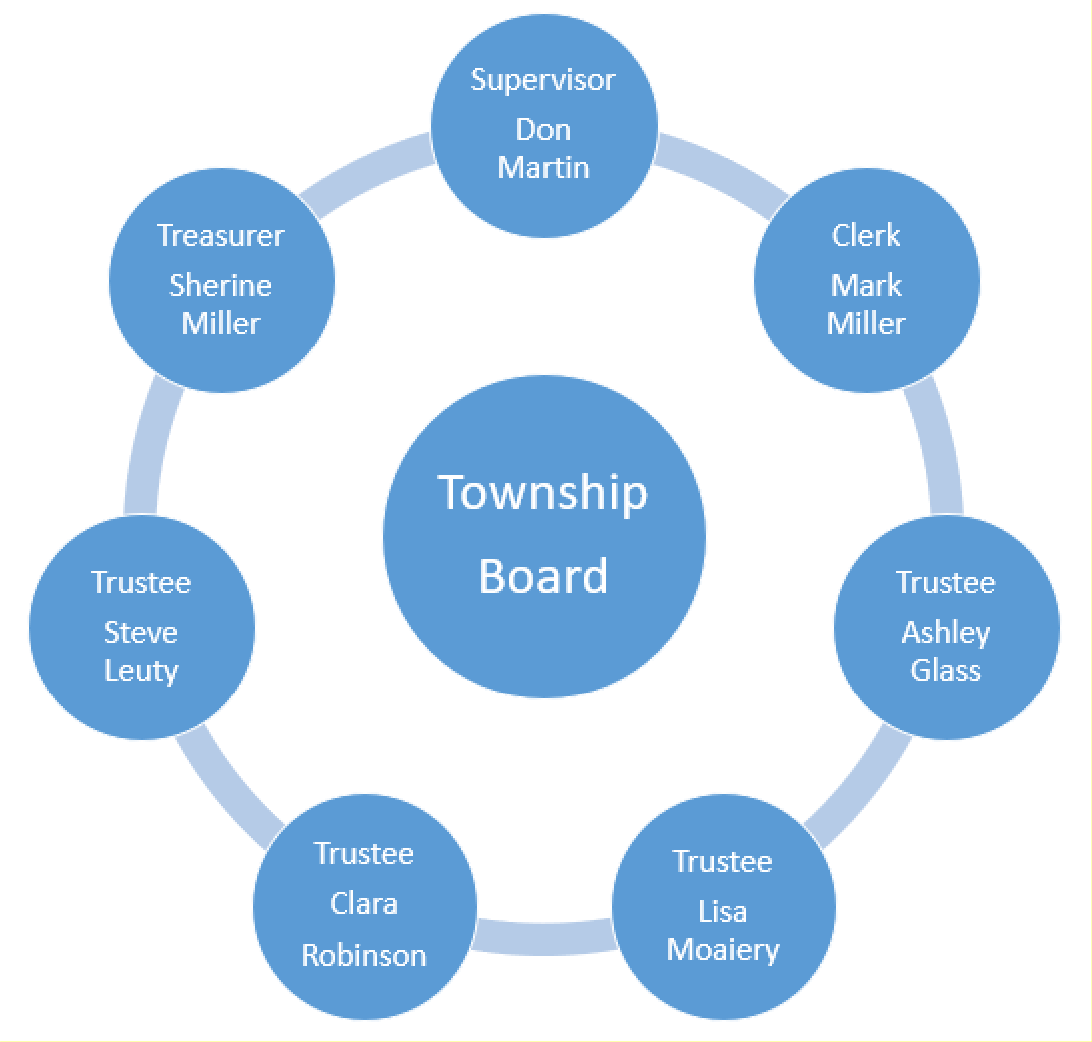 Supervisor
Don
Martin
Treasurer
Sherine
Miller
Clerk
Mark
Miller
Township
Board
Trustee
Steve
Leuty
Trustee
Ashley
Glass
Trustee
Clara
Robinson
Trustee
Lisa
Moaiery